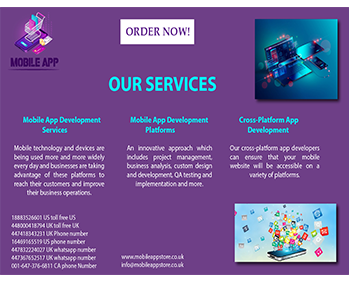 ORDER NOW!
MOBILE APP
OUR SERVICES
Mobile App Development
Services
Mobile technology and devices are
being used more and more widely
every day and businesses are taking
advantage of these platforms to
reach their customers and improve
their business operations.
Mobile App Development
Platforms
An innovative approach which
includes project management,
business analysis, custom design
and development, QA testing and
implementation and more.
Cross-Platform App
Development
Our cross-platform app developers
can ensure that your mobile
website will be accessible on a
variety of platforms.
18883526601 US toll free US
448000418794 UK toll free UK
447418343231 UK Phone number
16469165519 US phone number
447832224027 UK whatsapp number
447367632517 UK whatsapp number
001-647-376-6811 CA phone Number
www.mobileappstore.co.uk
info@mobileappstore.co.uk